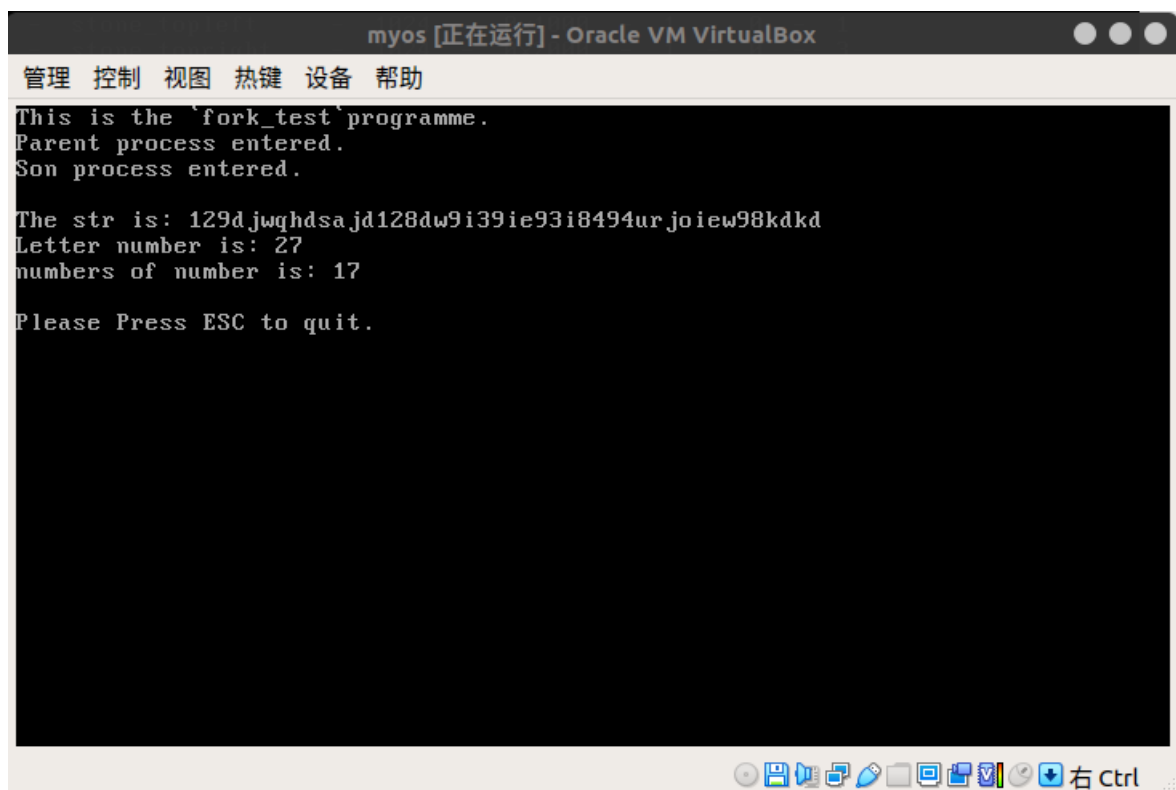 myos [正在运行] - Oracle VM VirtualBox
管理 控制 视图 热键 设备 帮助
This is the `fork_test`programme.
Parent process entered.
Son process entered.
The str is: 129djwqhdsajd128dw9i39ie93i8494urjoiew98kdkd
Letter number is: 27
numbers of number is: 17
Please Press ESC to quit.
右 Ctrl